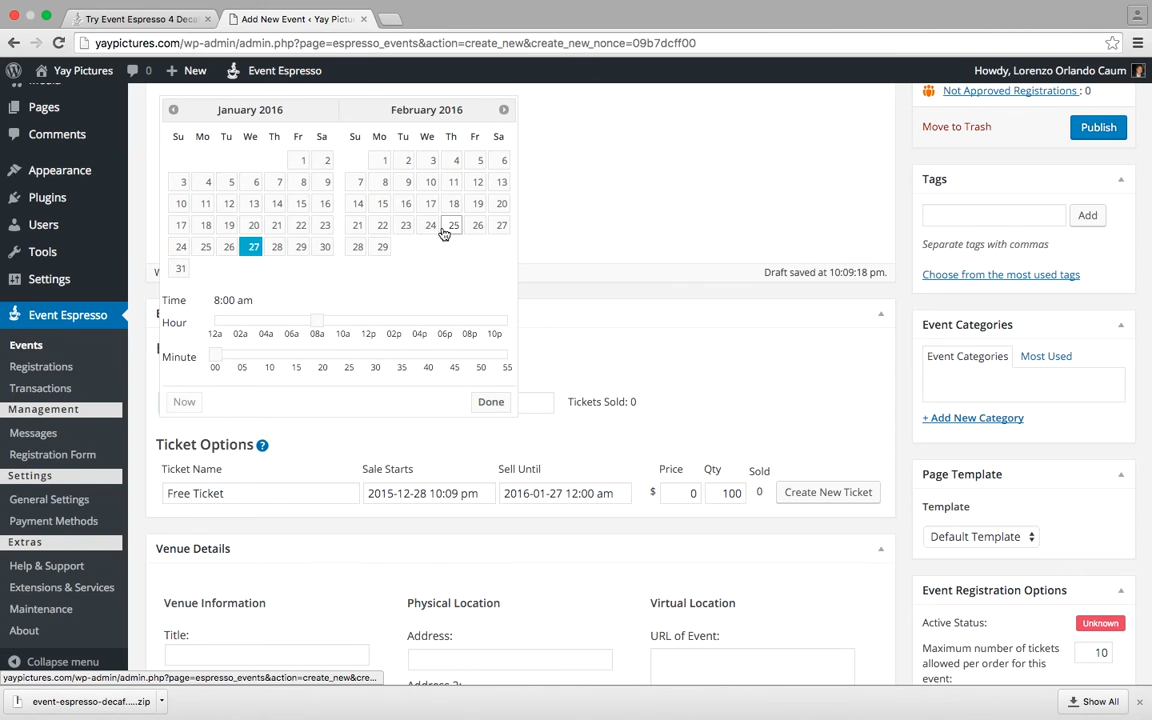 Try Event Espresso 4 Deca
Add New Event ‹ Yay Pictu
yaypictures.com/wp-admin/admin.php?page=espresso_events&action=create_new&create_new_nonce=09b7dcff00
Yay Pictures
0
New
Event Espresso
Howdy, Lorenzo Orlando Caum
Pages
Comments
Appearance
Plugins
Users
Tools
Settings
Event Espresso
Events
Registrations
Transactions
Management
Messages
Registration Form
Settings
General Settings
Payment Methods
Extras
Help & Support
Extensions & Services
Maintenance
About
Collapse menu
January 2016
February 2016
Su Mo Tu We Th Fr Sa
Su Mo Tu We Th Fr Sa
1 2
1 2 3 4 5 6
3 4 5 6 7 8 9
7 8 9 10 11 12 13
10 11 12 13 14 15 16
14 15 16 17 18 19 20
17 18 19 20 21 22 23
21 22 23 24 25 26 27
24 25 26 27 28 29 30
28 29
31
Time 8:00 am
Hour
12a 02a 04a 06a 08a 10a 12p 02p 04p 06p 08p 10p
Minute
00 05 10 15 20 25 30 35 40 45 50 55
Now
Done
Draft saved at 10:09:18 pm.
Tickets Sold: 0
Ticket Options ?
Ticket Name Sale Starts Sell Until Price Qty Sold
Free Ticket 2015-12-28 10:09 pm 2016-01-27 12:00 am $ 0 100 0 Create New Ticket
Venue Details
Venue Information Physical Location Virtual Location
Title: Address: URL of Event:
Not Approved Registrations : 0
Move to Trash
Publish
Tags
Add
Separate tags with commas
Choose from the most used tags
Event Categories
Event Categories Most Used
+ Add New Category
Page Template
Template
Default Template
Event Registration Options
Active Status: Unknown
Maximum number of tickets
allowed per order for this
event:
10
yaypictures.com/wp-admin/admin.php?page=espresso_events&action=create_new&cre...
event-espresso-decaf....zip
Show All